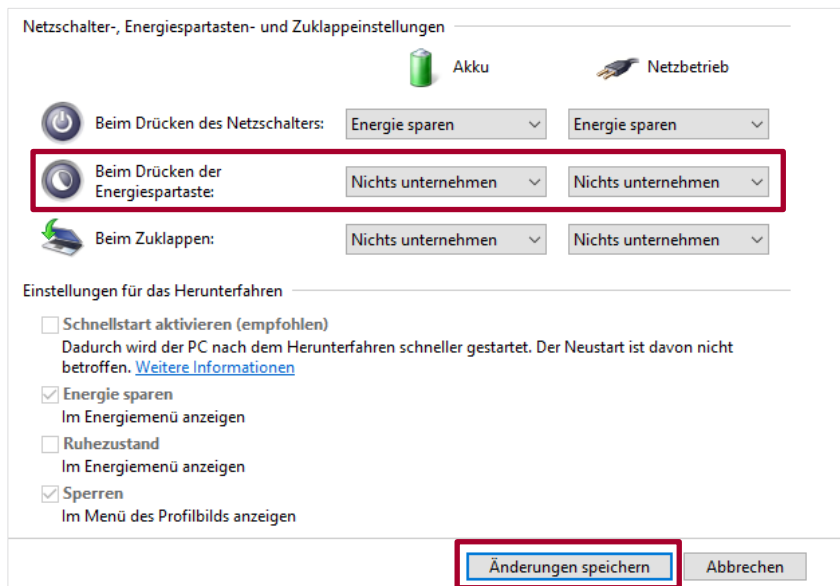 Netzschalter-, Energiespartasten- und Zuklappeinstellungen
Akku Netzbetrieb
Beim Drücken des Netzschalters: Energie sparen Energie sparen
Beim Drücken der
Energiespartaste: Nichts unternehmen Nichts unternehmen
Beim Zuklappen: Nichts unternehmen Nichts unternehmen
Einstellungen für das Herunterfahren
Schnellstart aktivieren (empfohlen)
Dadurch wird der PC nach dem Herunterfahren schneller gestartet. Der Neustart ist davon nicht
betroffen. Weitere Informationen
Energie sparen
Im Energiemenü anzeigen
Ruhezustand
Im Energiemenü anzeigen
Sperren
Im Menü des Profilbilds anzeigen
Änderungen speichern Abbrechen